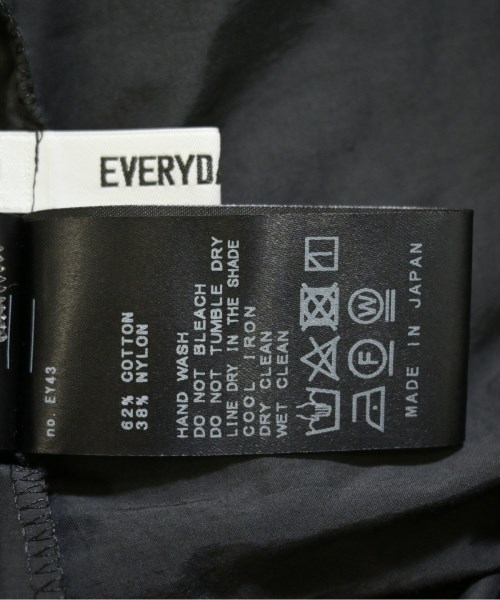 EVERYD
no. EY43
62% COTTON
38% NYLON
HAND WASH
DO NOT BLEACH
DO NOT TUMBLE DRY
LINE DRY IN THE SHADE
COOL IRON
DRY CLEAN
WET CLEAN
F
W
MADE IN JAPAN